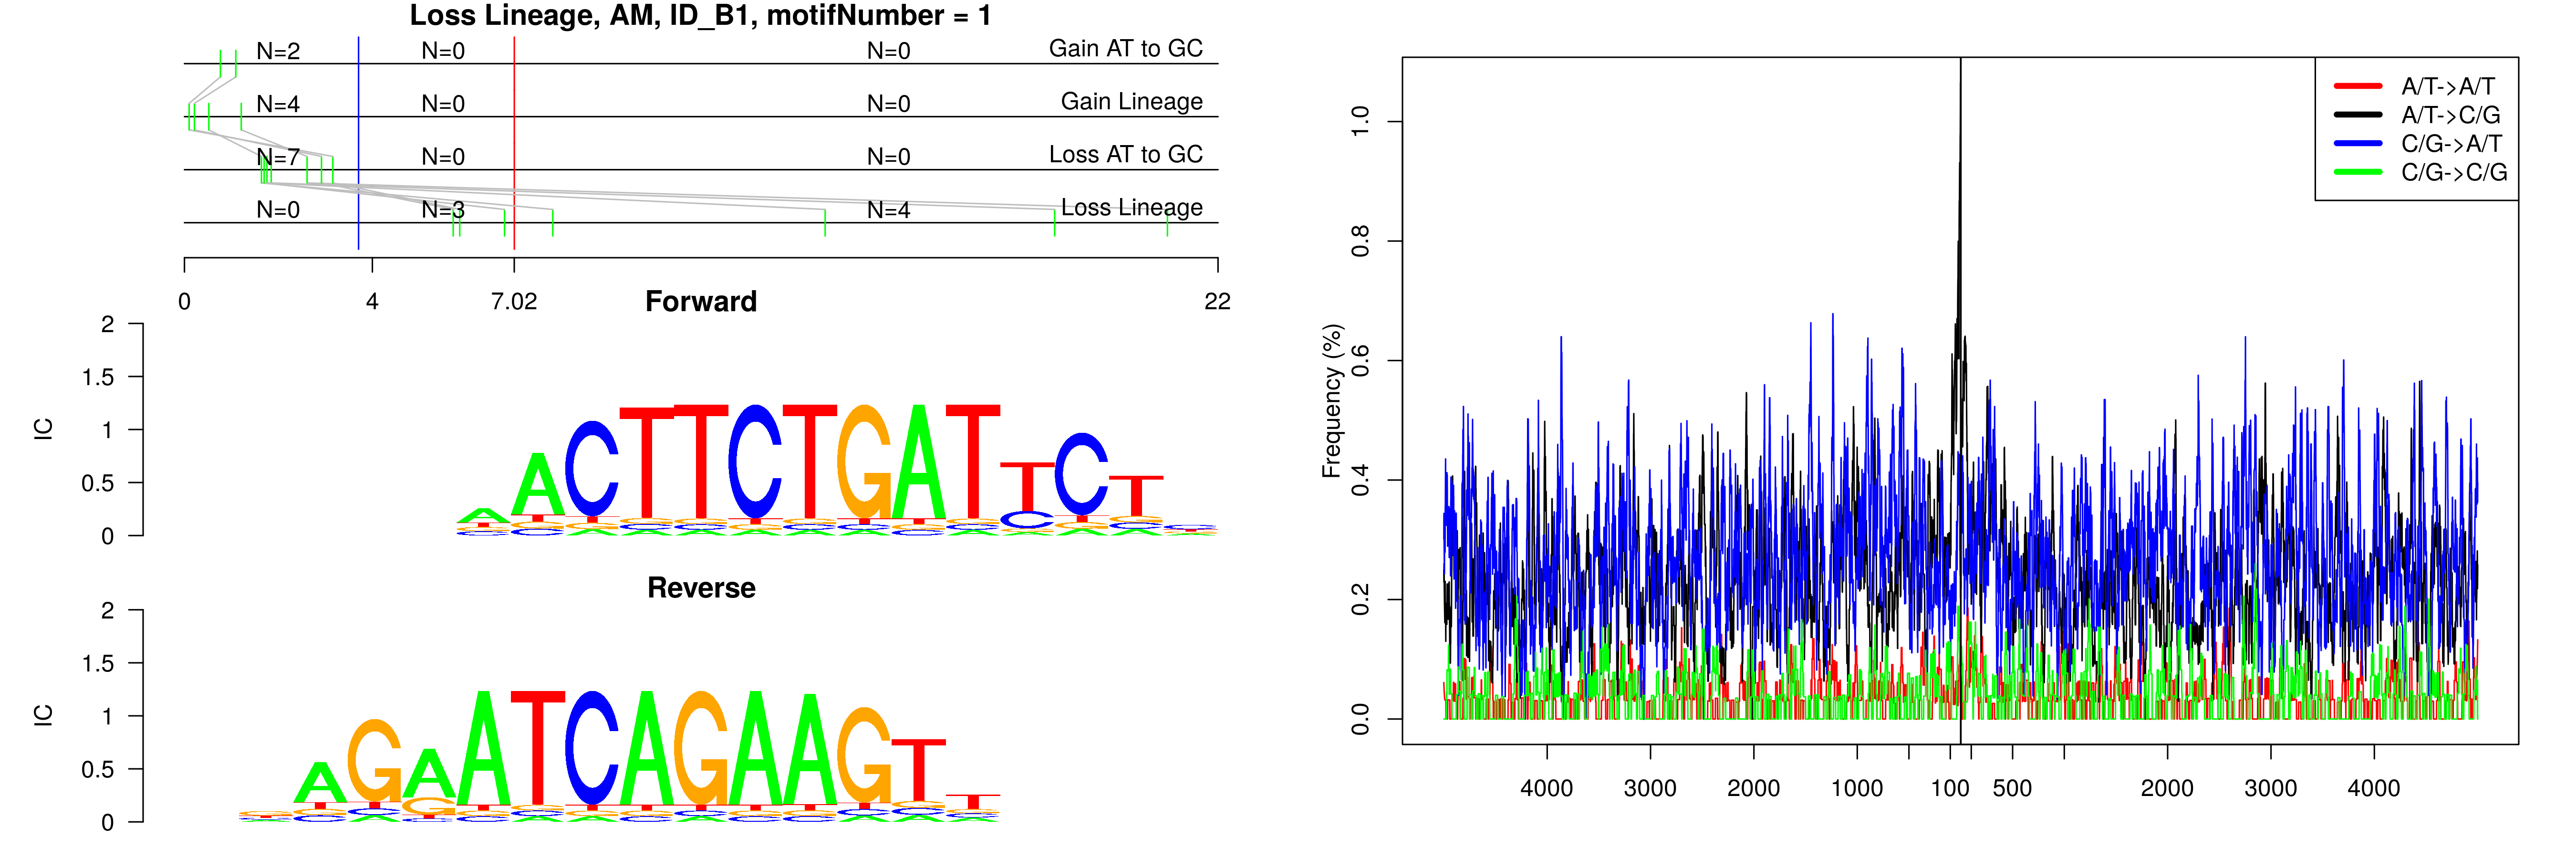 Loss Lineage, AM, ID_B1, motifNumber = 1
N=2 N=0 N=0 Gain AT to GC
N=4 N=0 N=0 Gain Lineage
N=7 N=0 N=0 Loss AT to GC
N=0 N=3 N=4 Loss Lineage
0 4 7.02 22
Forward
IC
2
1.5
1
0.5
0
AACTTCTGATTCT
Reverse
IC
2
1.5
1
0.5
0
AGAATCAGAAGT
A/T->A/T
A/T->C/G
C/G->A/T
C/G->C/G
Frequency (%)
1.0
0.8
0.6
0.4
0.2
0.0
4000 3000 2000 1000 100 500 2000 3000 4000